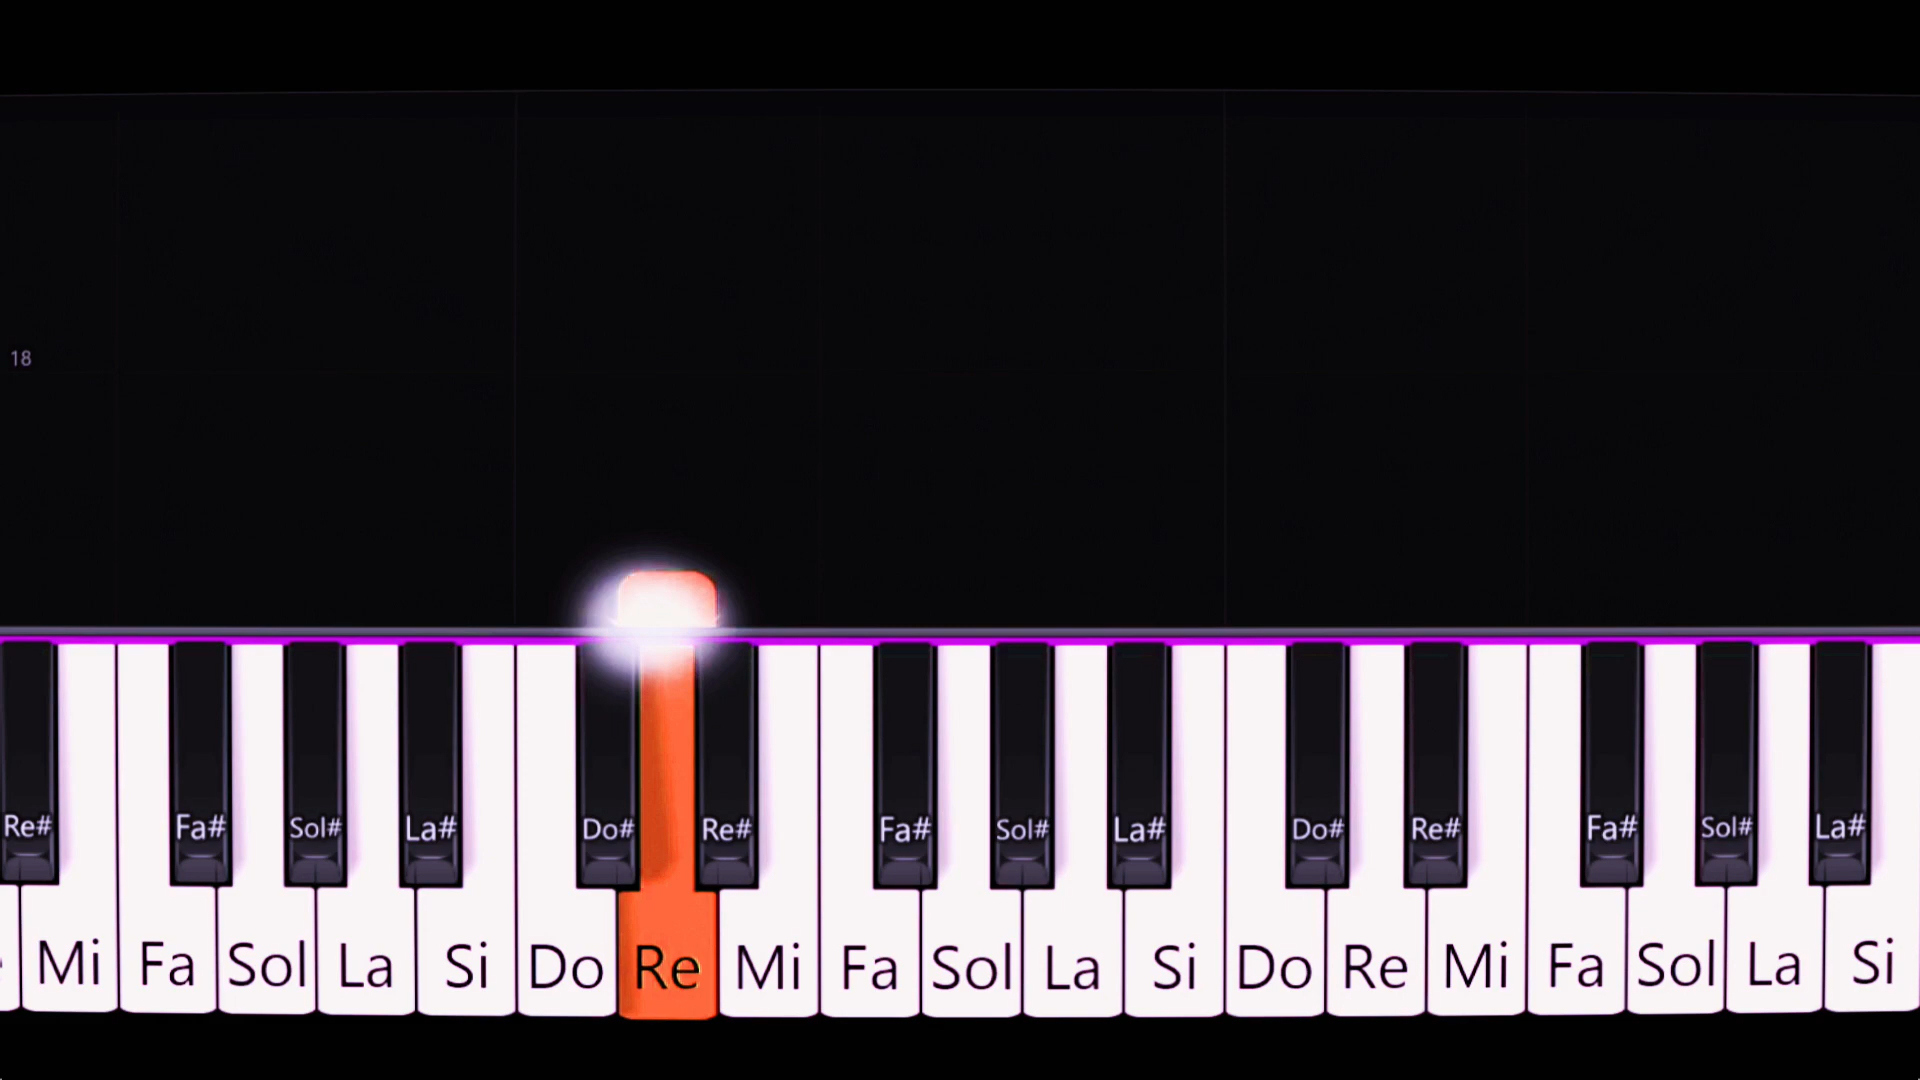 18
Re# Fa# Sol# La# Do# Re# Fa# Sol# La# Do# Re# Fa# Sol# La#
Mi Fa Sol La Si Do Re Mi Fa Sol La Si Do Re Mi Fa Sol La Si